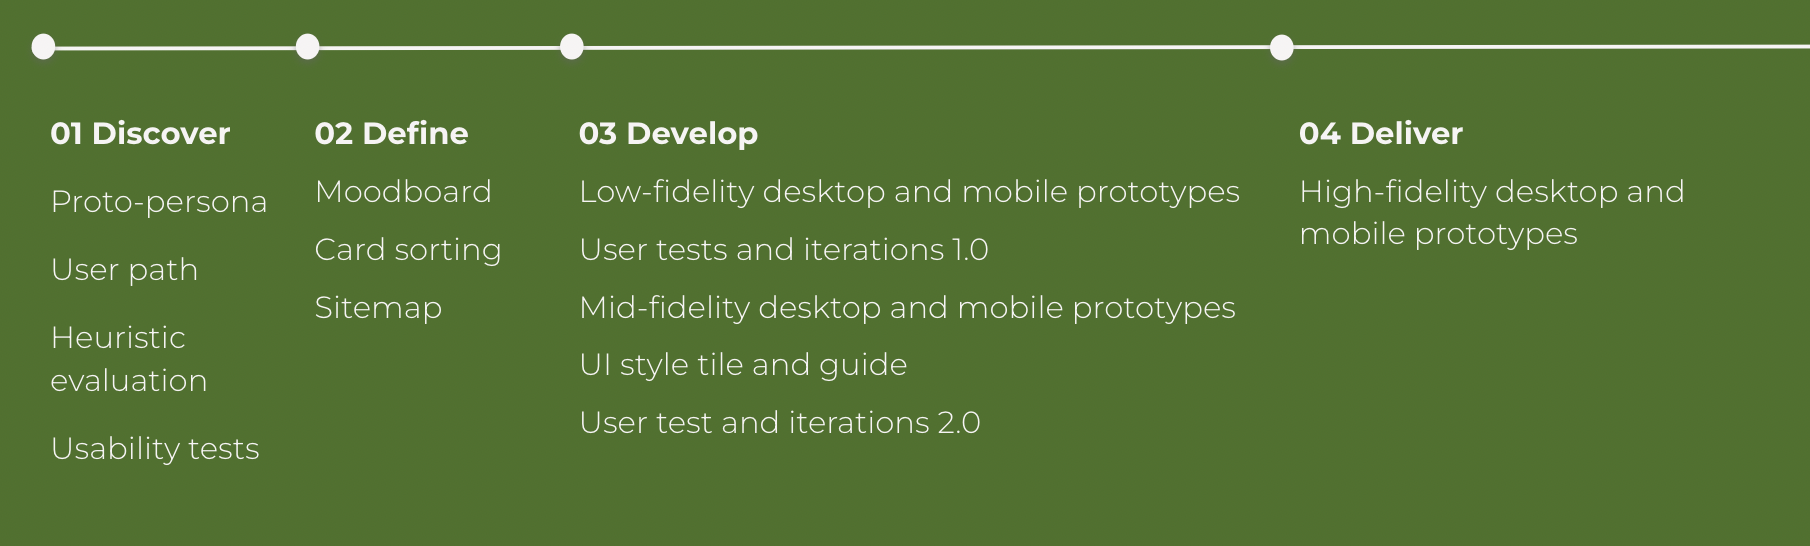 01 Discover
Proto-persona
User path
Heuristic
evaluation
Usability tests
02 Define
Moodboard
Card sorting
Sitemap
03 Develop
Low-fidelity desktop and mobile prototypes
User tests and iterations 1.0
Mid-fidelity desktop and mobile prototypes
UI style tile and guide
User test and iterations 2.0
04 Deliver
High-fidelity desktop and
mobile prototypes